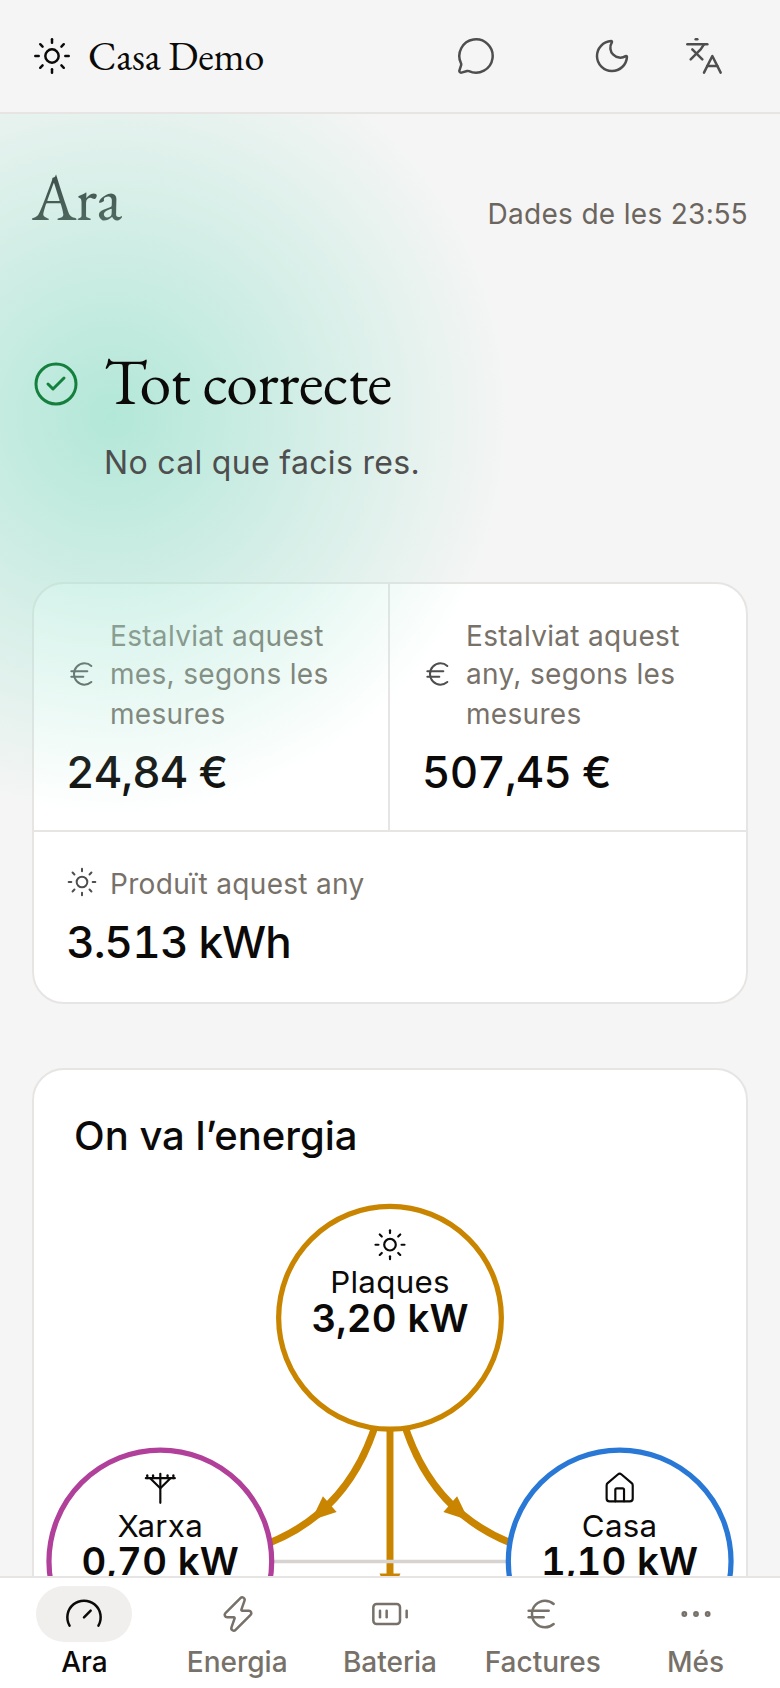 Casa Demo
Ara
Dades de les 23:55
Tot correcte
No cal que facis res.
Estalviat aquest
mes, segons les
mesures
24,84 €
Estalviat aquest
any, segons les
mesures
507,45 €
Produït aquest any
3.513 kWh
On va l’energia
Plaques
3,20 kW
Xarxa
0,70 kW
Casa
1,10 kW
Ara
Energia
Bateria
Factures
Més